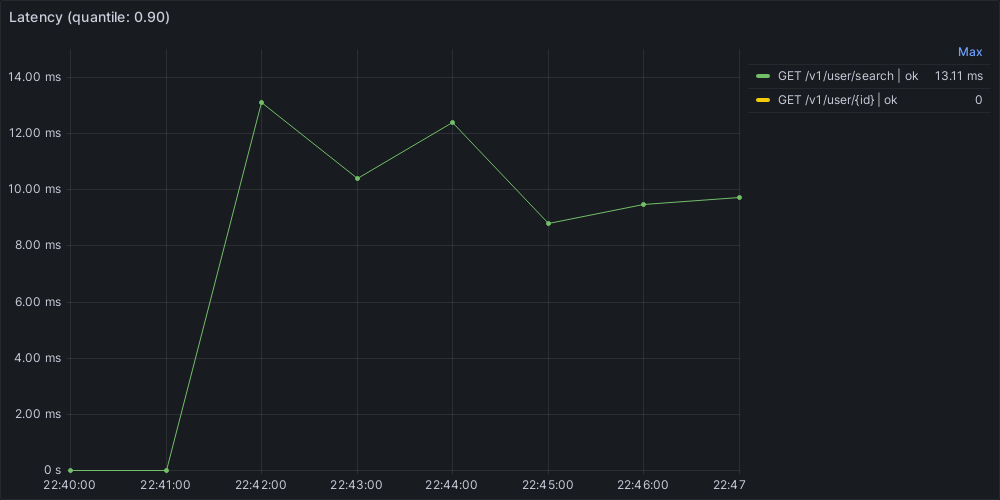 Latency (quantile: 0.90)
Max
GET /v1/user/search | ok 13.11 ms
GET /v1/user/{id} | ok 0
14.00 ms
12.00 ms
10.00 ms
8.00 ms
6.00 ms
4.00 ms
2.00 ms
0 s
22:40:00 22:41:00 22:42:00 22:43:00 22:44:00 22:45:00 22:46:00 22:47